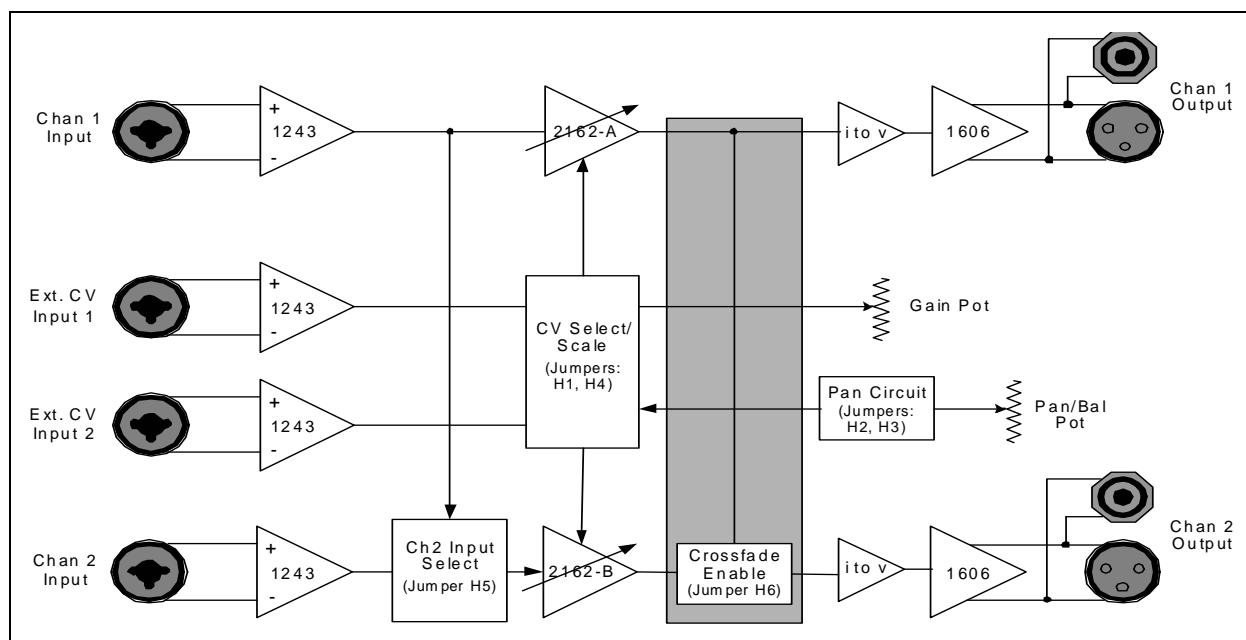 Chan 1
Input
+
1243
-
2162-A
i to v
1606
Chan 1
Output
Ext. CV
Input 1
+
1243
-
CV Select/
Scale
(Jumpers:
H1, H4)
Gain Pot
Ext. CV
Input 2
+
1243
-
Pan Circuit
(Jumpers:
H2, H3)
Pan/Bal
Pot
Chan 2
Input
+
1243
-
Ch2 Input
Select
(Jumper H5)
2162-B
Crossfade
Enable
(Jumper H6)
i to v
1606
Chan 2
Output